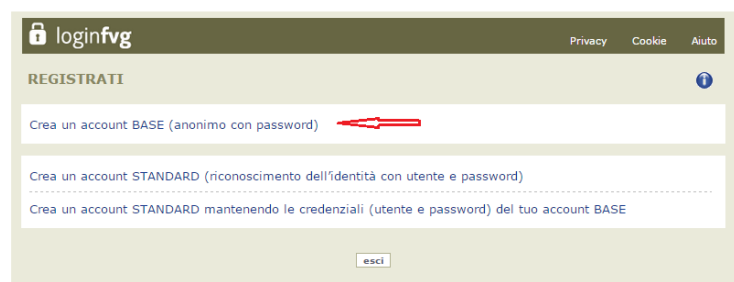 loginfvg
Privacy Cookie Aiuto
REGISTRATI
Crea un account BASE (anonimo con password)
Crea un account STANDARD (riconoscimento dell'identità con utente e password)
Crea un account STANDARD mantenendo le credenziali (utente e password) del tuo account BASE
esci